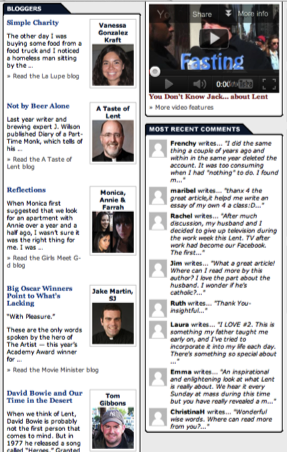 BLOGGERS
Simple Charity
The other day I was
buying some food from a
food truck and I noticed
a homeless man sitting
by the ...
» Read the La Lupe blog
Vanessa
Gonzalez
Kraft
Not by Beer Alone
Last year writer and
brewing expert J. Wilson
published Diary of a Part-
Time Monk, which tells of
his ...
» Read the A Taste of
Lent blog
A Taste of
Lent
Reflections
When Monica first
suggested that we look
for an apartment with
Annie over a year and a
half ago, I wasn't sure it
was the right thing for
me. I was ...
» Read the Girls Meet G-
d blog
Monica,
Annie &
Farrah
Big Oscar Winners
Point to What's
Lacking
"With Pleasure."
These are the only words
spoken by the hero of
The Artist — this year's
Academy Award winner
for ...
» Read the Movie Minister blog
Jake Martin,
SJ
David Bowie and Our
Time in the Desert
When we think of Lent,
David Bowie is probably
not the first person that
comes to mind. But in
1977 he released a song
called "Heroes." Granted
Tom
Gibbons
Share
More info
Fasting
0:00
You Don't Know Jack... about Lent
» More video features
MOST RECENT COMMENTS
Frenchy writes... "I did the same
thing a couple of years ago and
within in the same year deleted the
account. It was too consuming
when I had "nothing" to do. I found
m..."
maribel writes... "thanx 4 the
great article,it helped me write an
essay of my own 4 a class:D..."
Rachel writes... "After much
discussion, my husband and I
decided to give up television during
the work week this Lent. TV after
work had become our Facebook.
The first..."
Jim writes... "What a great article!
Where can I read more by this
author? I love the part about the
husband. I wonder if he's
catholic?..."
Ruth writes... "Thank You-
insightful..."
Laura writes... "I LOVE #2. This is
something my father taught me
early on, and I've tried to
incorporate it into my life each day.
There's something so special about
..."
Emma writes... "An inspirational
and enlightening look at what Lent
is really about. We hear it every
Sunday at mass during this time
but you have really revealed a m..."
ChristinaH writes... "Wonderful
wise words. Where can read more
from you?..."